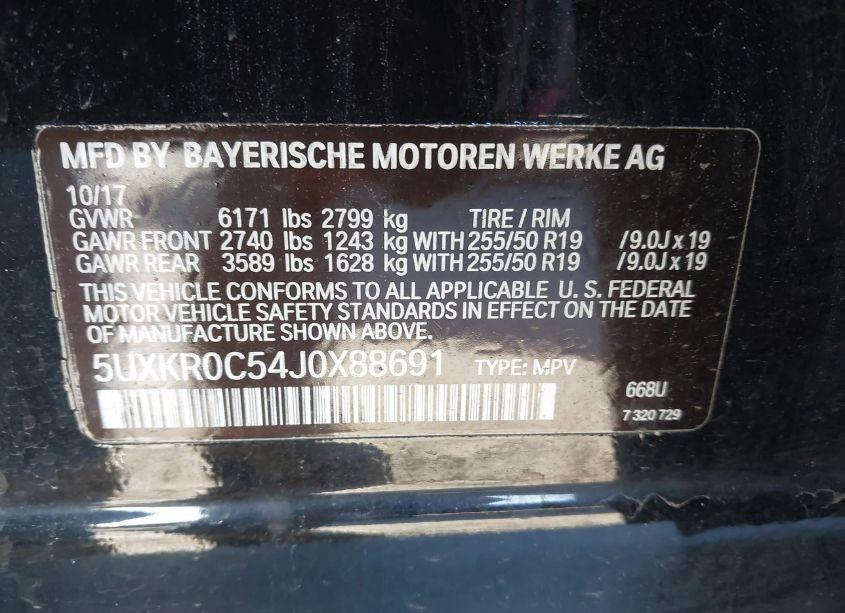 MFD BY BAYERISCHE MOTOREN WERKE AG
10/17
GVWR 6171 lbs 2799 kg TIRE / RIM
GAWR FRONT 2740 lbs 1243 kg WITH 255/50 R19 /9.0J x 19
GAWR REAR 3589 lbs 1628 kg WITH 255/50 R19 /9.0J x 19
THIS VEHICLE CONFORMS TO ALL APPLICABLE U. S. FEDERAL
MOTOR VEHICLE SAFETY STANDARDS IN EFFECT ON THE DATE
OF MANUFACTURE SHOWN ABOVE.
5UXKR0C54J0X88691 TYPE: MPV
668U
7 320 729